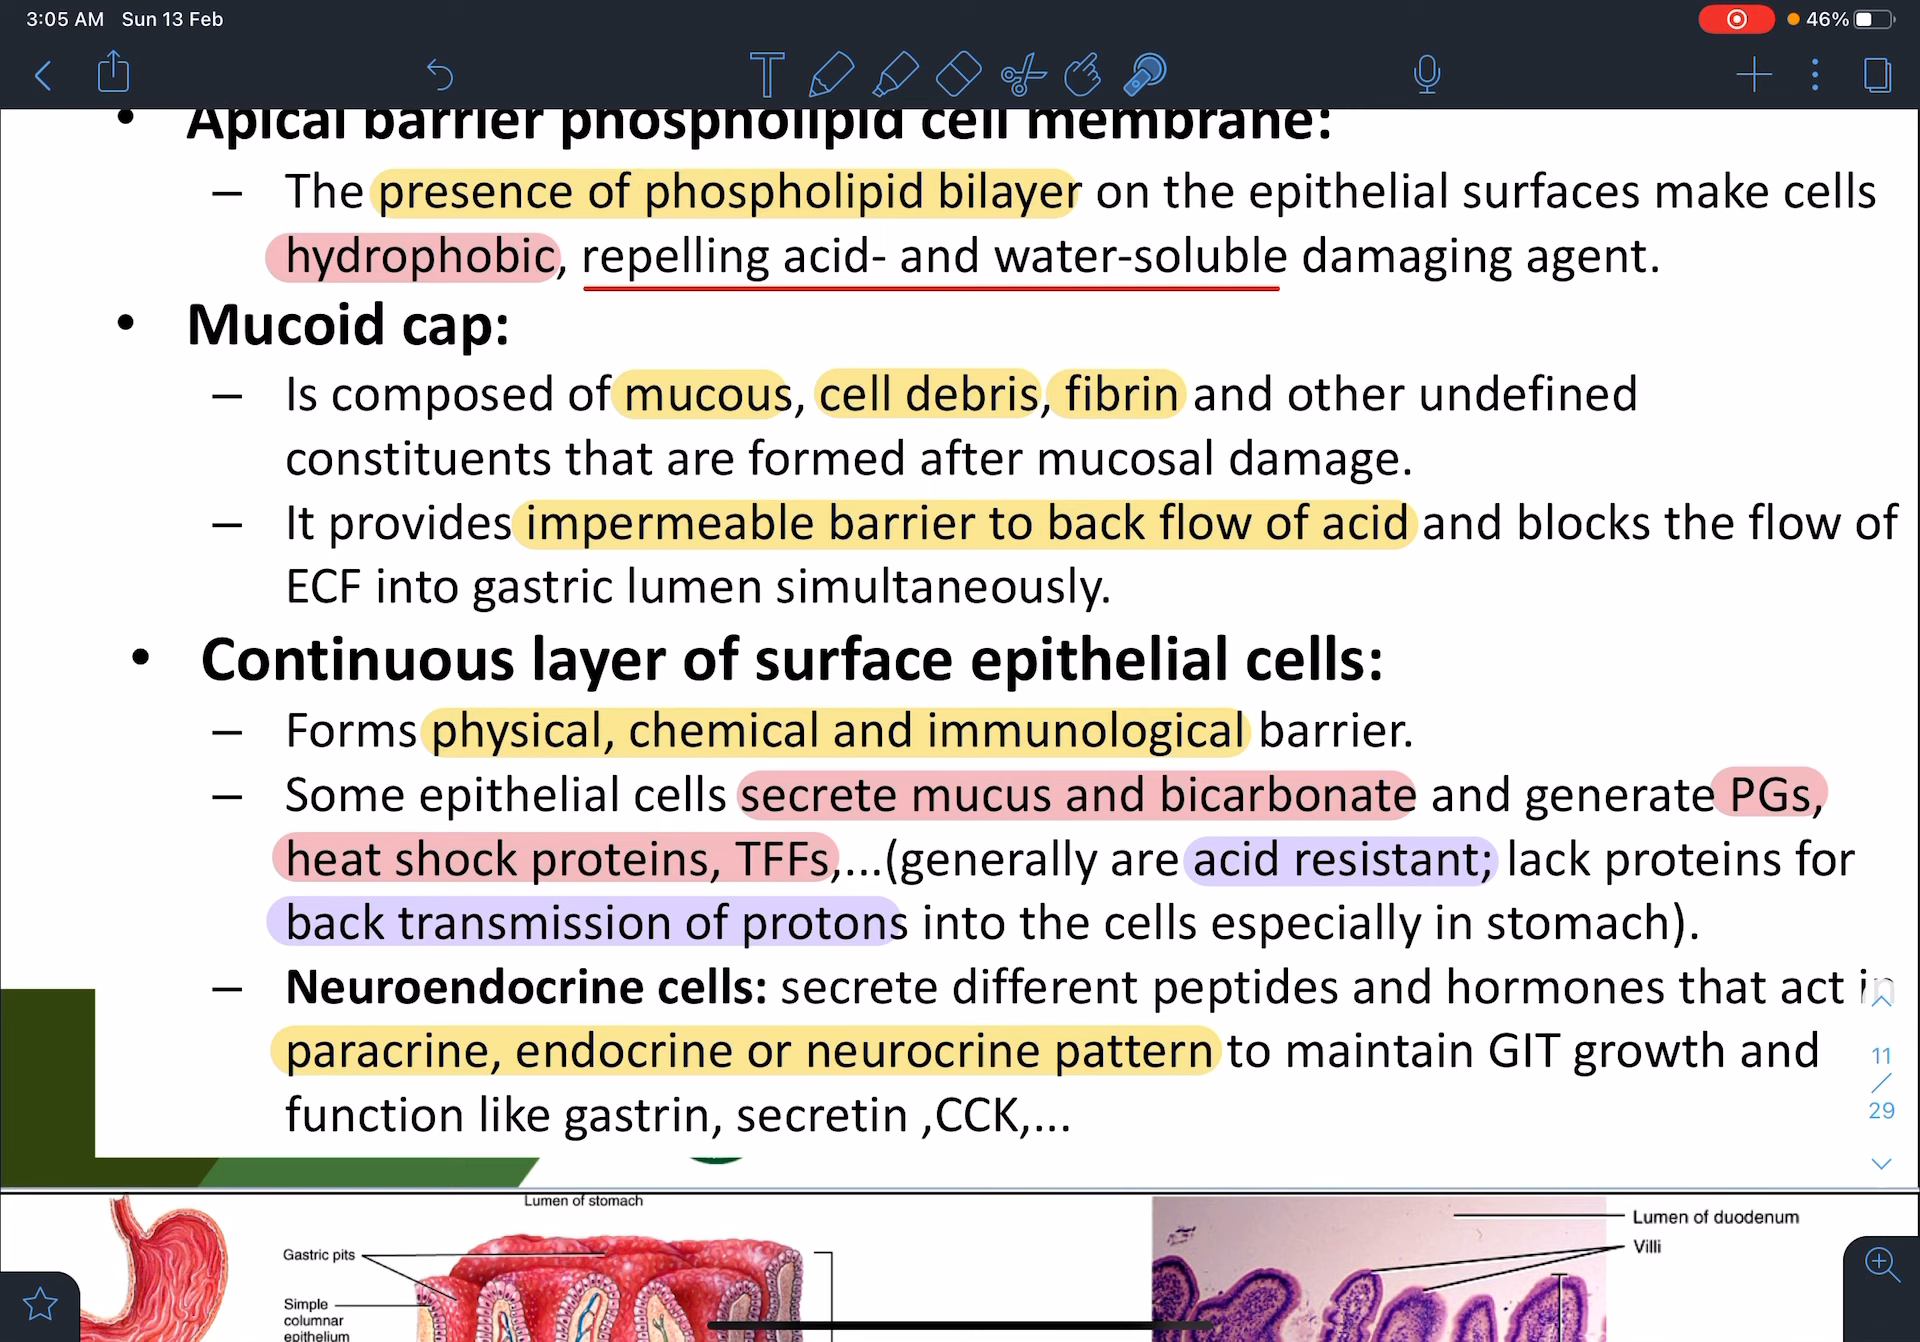 3:05 AM Sun 13 Feb
46%
• Apical barrier phospholipid cell membrane:
– The presence of phospholipid bilayer on the epithelial surfaces make cells
hydrophobic, repelling acid- and water-soluble damaging agent.
• Mucoid cap:
– Is composed of mucous, cell debris, fibrin and other undefined
constituents that are formed after mucosal damage.
– It provides impermeable barrier to back flow of acid and blocks the flow of
ECF into gastric lumen simultaneously.
• Continuous layer of surface epithelial cells:
– Forms physical, chemical and immunological barrier.
– Some epithelial cells secrete mucus and bicarbonate and generate PGs,
heat shock proteins, TFFs,...(generally are acid resistant; lack proteins for
back transmission of protons into the cells especially in stomach).
– Neuroendocrine cells: secrete different peptides and hormones that act in
paracrine, endocrine or neurocrine pattern to maintain GIT growth and
function like gastrin, secretin ,CCK,...
11
/
29
Lumen of stomach
Gastric pits
Simple
columnar
epithelium
Lumen of duodenum
Villi